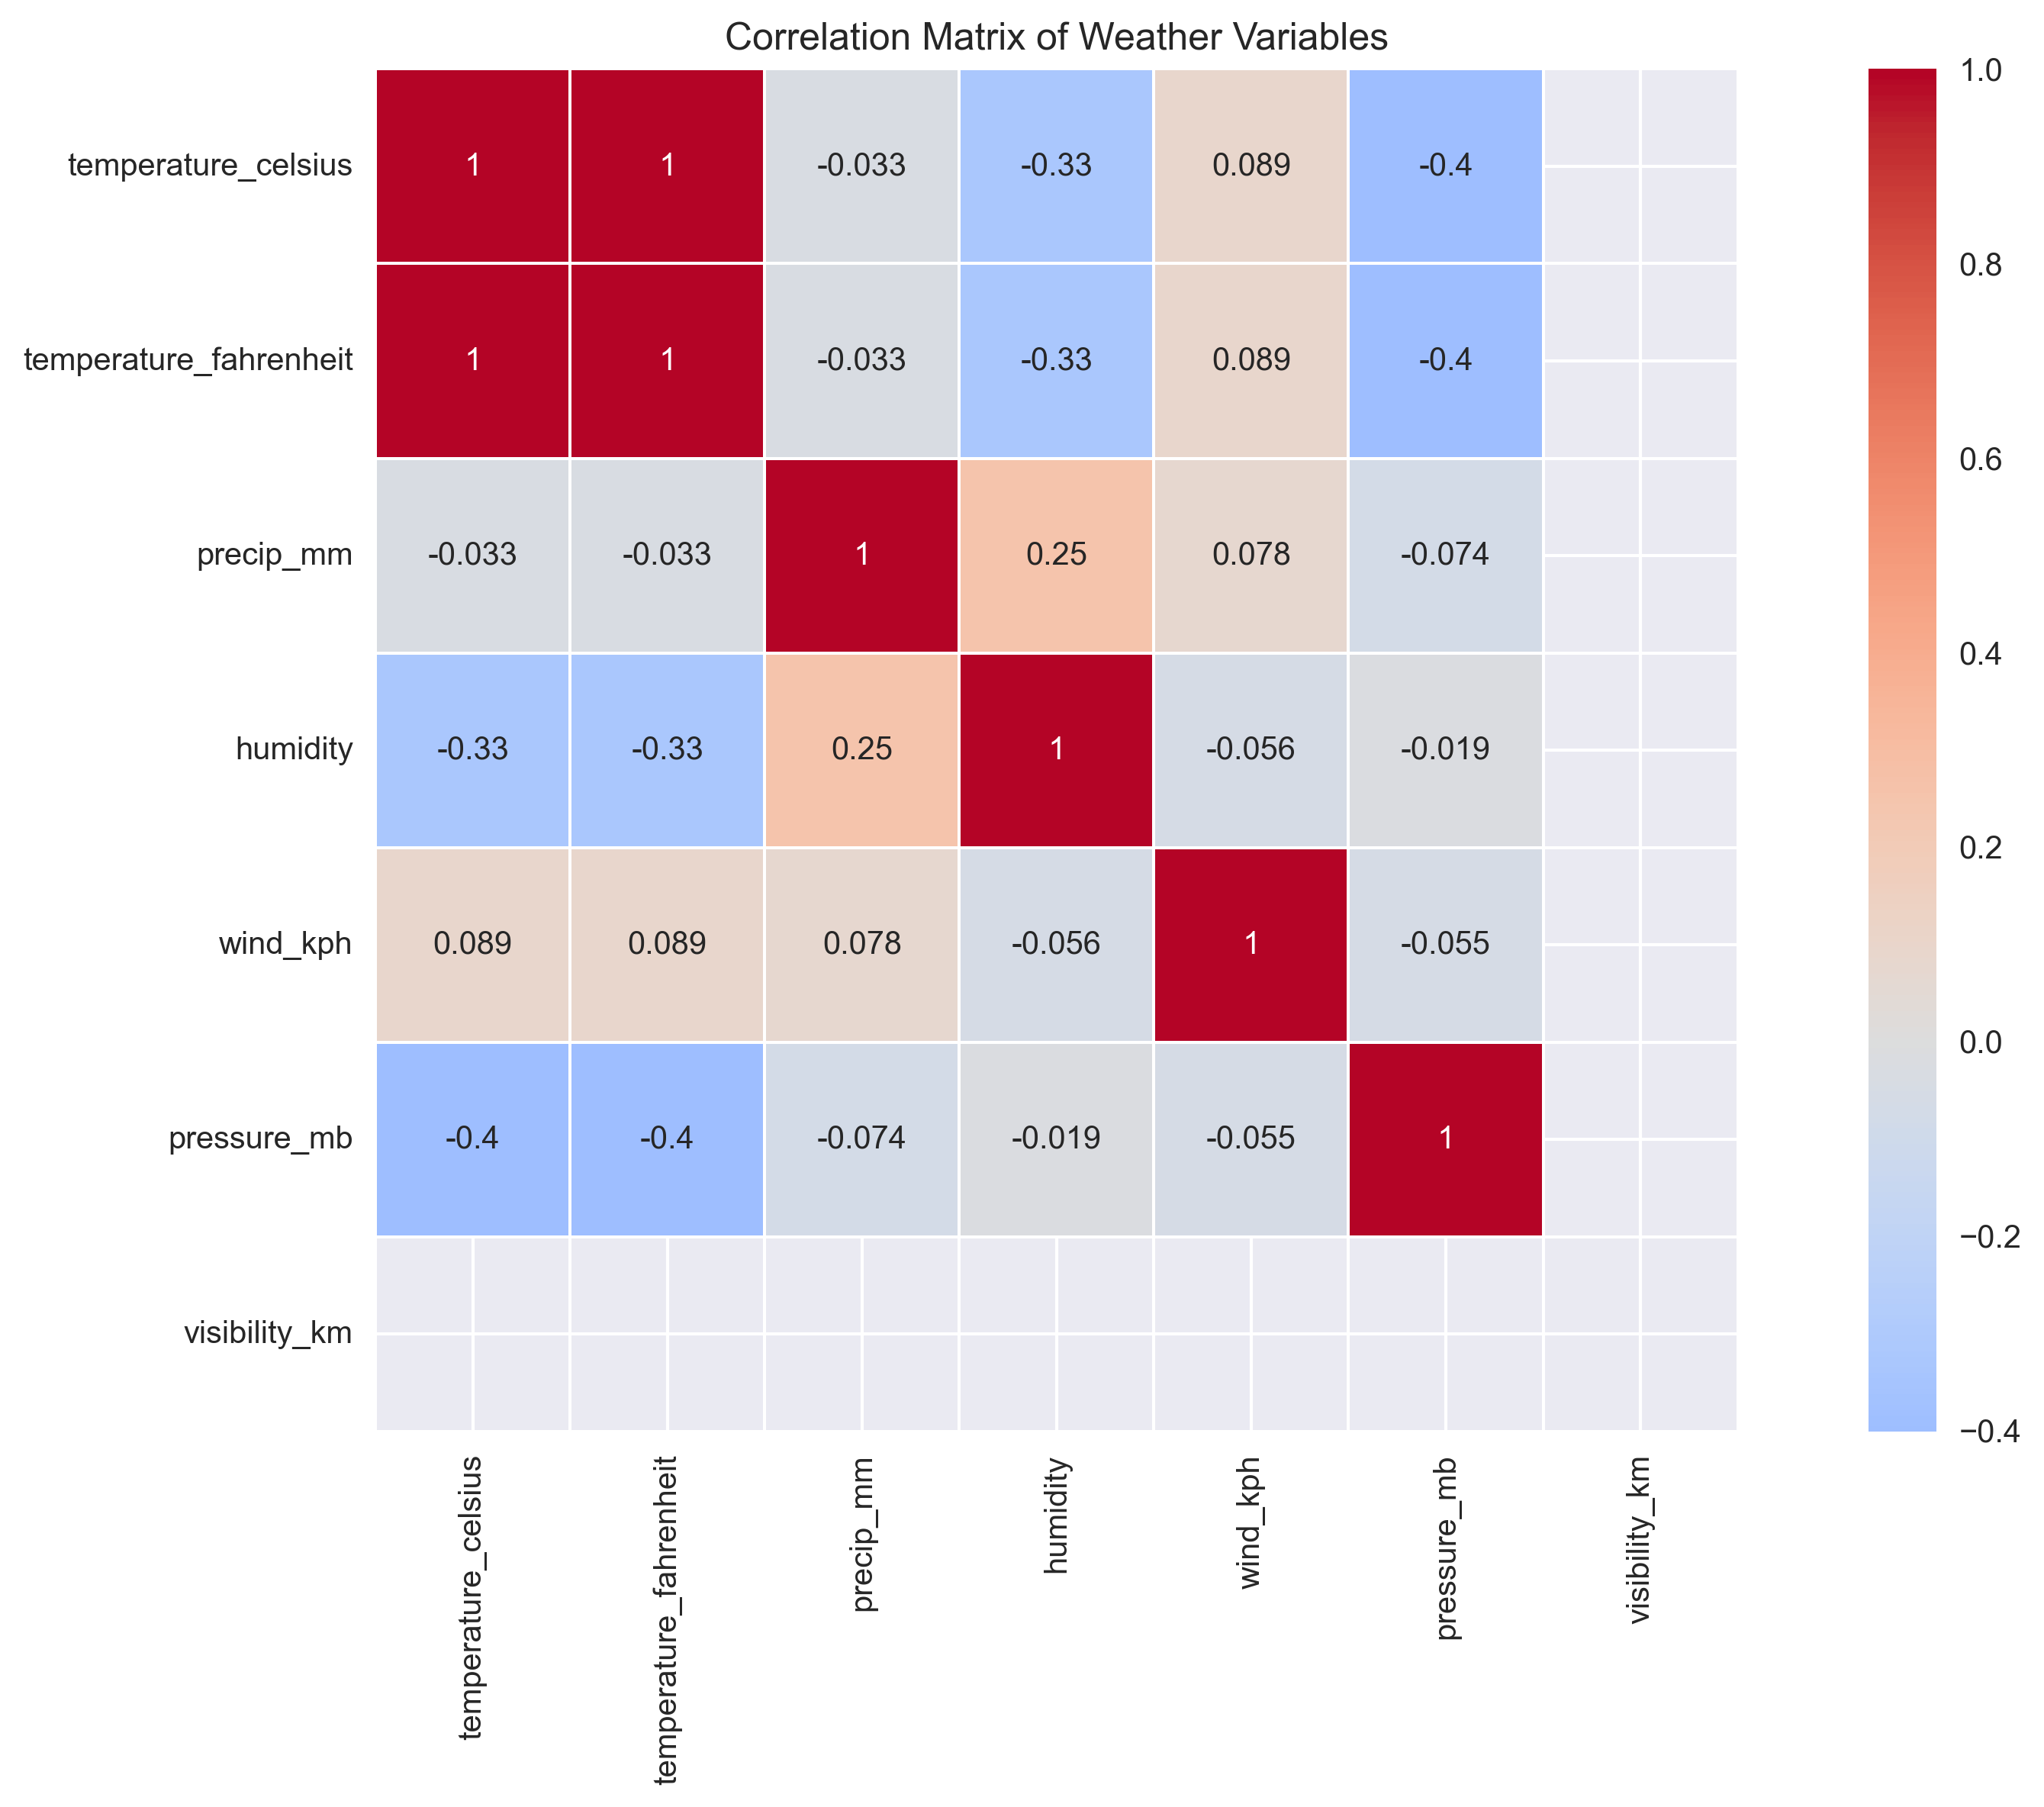 Correlation Matrix of Weather Variables
temperature_celsius 1 1 -0.033 -0.33 0.089 -0.4
temperature_fahrenheit 1 1 -0.033 -0.33 0.089 -0.4
precip_mm -0.033 -0.033 1 0.25 0.078 -0.074
humidity -0.33 -0.33 0.25 1 -0.056 -0.019
wind_kph 0.089 0.089 0.078 -0.056 1 -0.055
pressure_mb -0.4 -0.4 -0.074 -0.019 -0.055 1
visibility_km
temperature_celsius
temperature_fahrenheit
precip_mm
humidity
wind_kph
pressure_mb
visibility_km
1.0
0.8
0.6
0.4
0.2
0.0
−0.2
−0.4